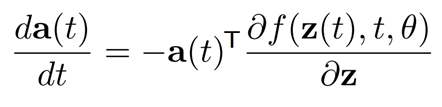 d𝐚(t)/dt = −𝐚(t)ᵀ ∂f(𝐳(t), t, θ)/∂𝐳